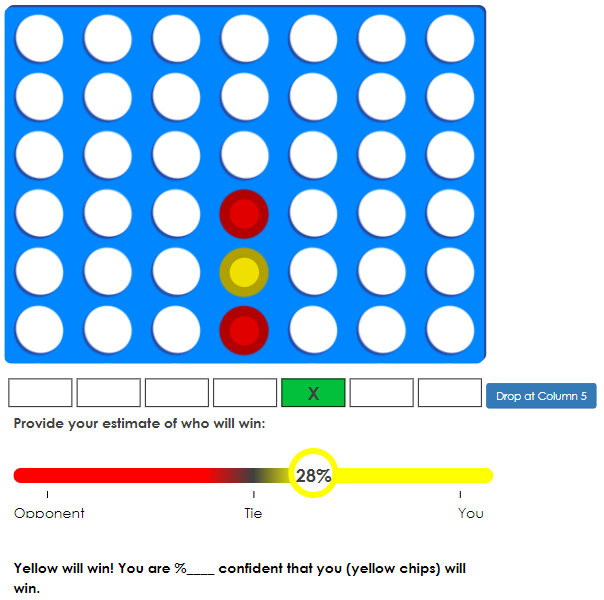 X
Drop at Column 5
Provide your estimate of who will win:
28%
Opponent Tie You
Yellow will win! You are %____ confident that you (yellow chips) will
win.